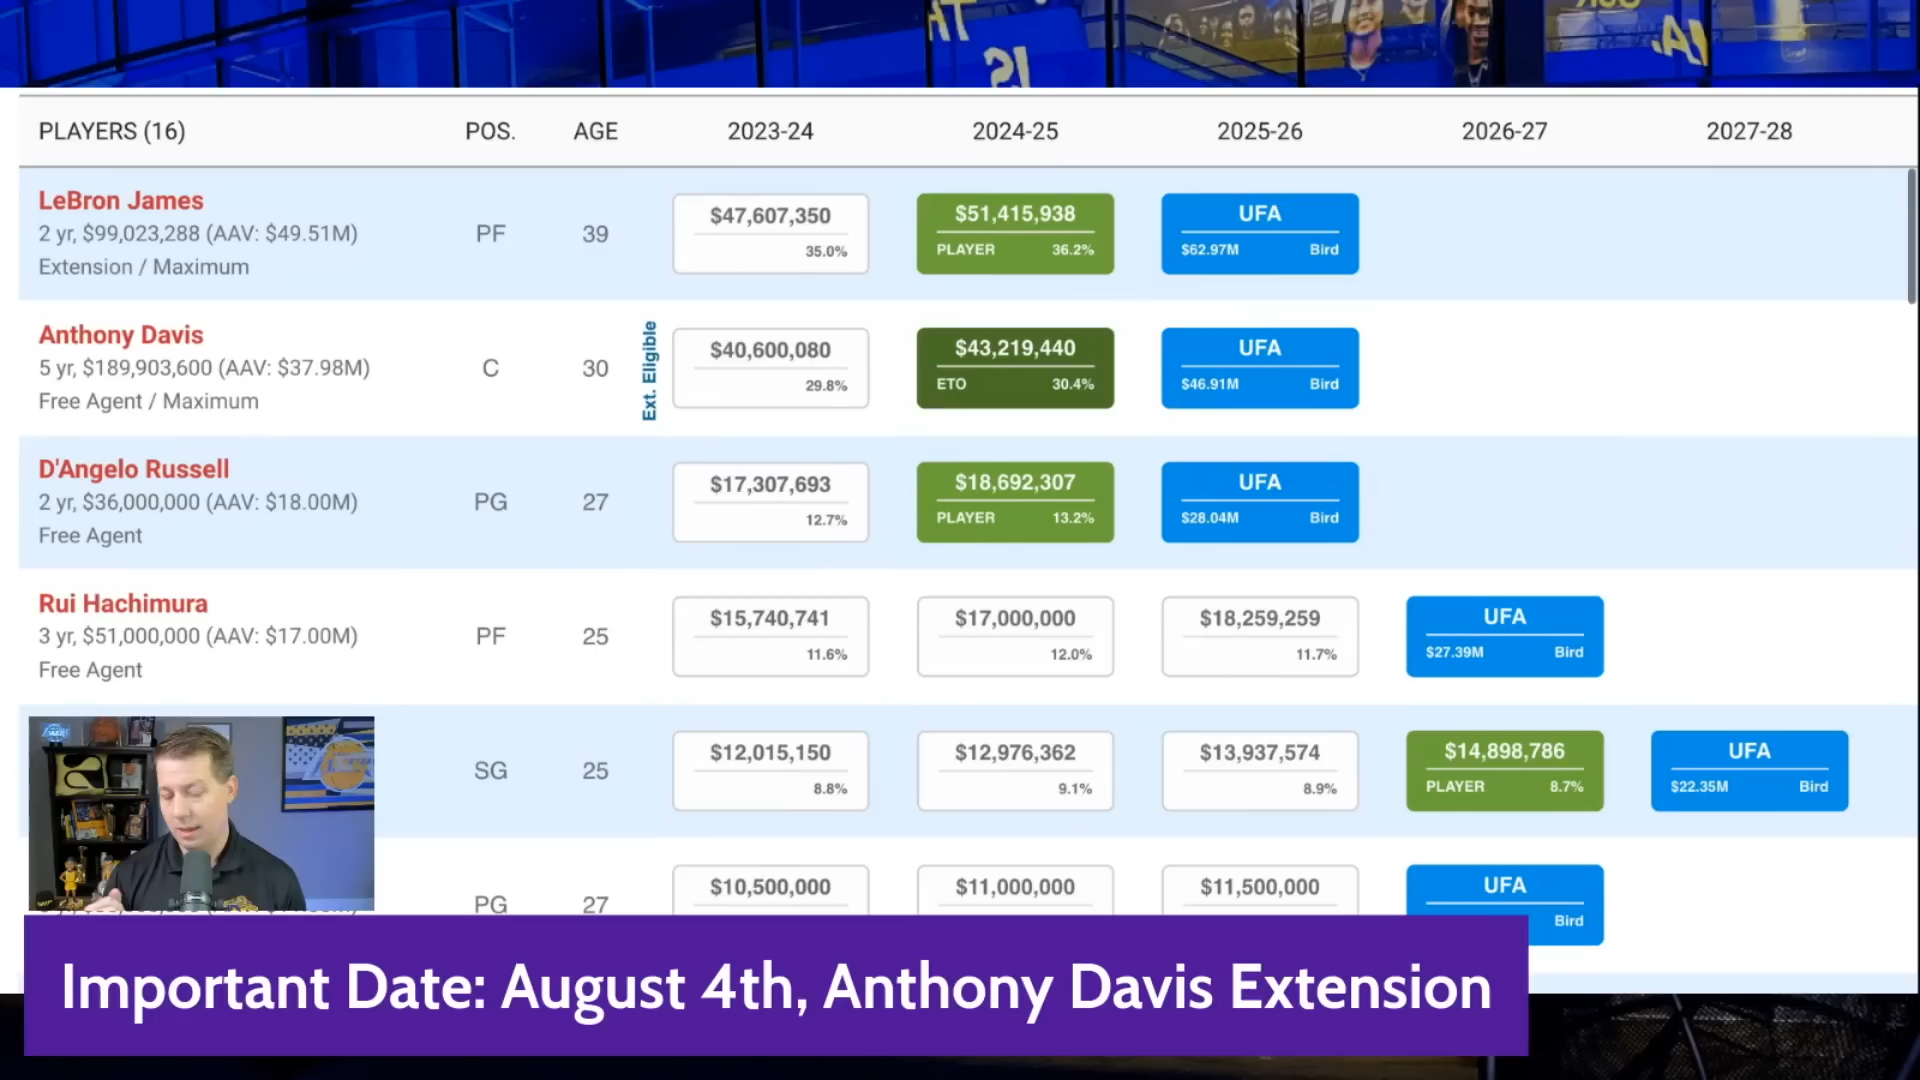 PLAYERS (16) POS. AGE 2023-24 2024-25 2025-26 2026-27 2027-28
LeBron James
2 yr, $99,023,288 (AAV: $49.51M)
Extension / Maximum
PF 39
$47,607,350
35.0%
$51,415,938
PLAYER 36.2%
UFA
$62.97M Bird
Anthony Davis
5 yr, $189,903,600 (AAV: $37.98M)
Free Agent / Maximum
C 30
Ext. Eligible
$40,600,080
29.8%
$43,219,440
ETO 30.4%
UFA
$46.91M Bird
D'Angelo Russell
2 yr, $36,000,000 (AAV: $18.00M)
Free Agent
PG 27
$17,307,693
12.7%
$18,692,307
PLAYER 13.2%
UFA
$28.04M Bird
Rui Hachimura
3 yr, $51,000,000 (AAV: $17.00M)
Free Agent
PF 25
$15,740,741
11.6%
$17,000,000
12.0%
$18,259,259
11.7%
UFA
$27.39M Bird
SG 25
$12,015,150
8.8%
$12,976,362
9.1%
$13,937,574
8.9%
$14,898,786
PLAYER 8.7%
UFA
$22.35M Bird
PG 27
$10,500,000
$11,000,000
$11,500,000
UFA
Bird
Important Date: August 4th, Anthony Davis Extension